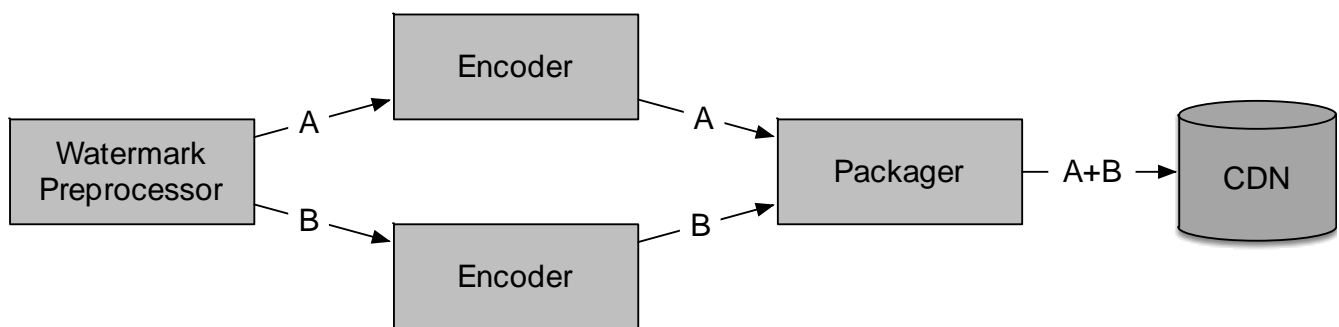 Watermark
Preprocessor
A
B
Encoder
Encoder
A
B
Packager
A+B
CDN